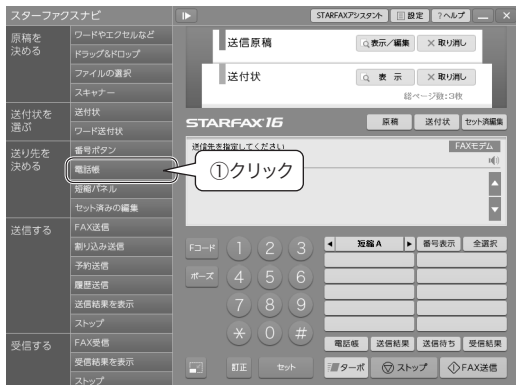 スターファクスナビ
STARFAXアシスタント 設定 ?ヘルプ
原稿を
決める
ワードやエクセルなど
ドラッグ&ドロップ
ファイルの選択
スキャナー
送付状を
選ぶ
送付状
ワード送付状
送り先を
決める
番号ボタン
電話帳
短縮パネル
セット済みの編集
送信する
FAX送信
割り込み送信
予約送信
履歴送信
送信結果を表示
ストップ
受信する
FAX受信
受信結果を表示
ストップ
送信原稿 表示/編集 ×取り消し
送付状 表示 ×取り消し
総ページ数:3枚
STARFAX 16 原稿 送付状 セット済編集
送信先を指定してください FAXモデム
①クリック
Fコード 1 2 3
ポーズ 4 5 6
7 8 9
* 0 #
訂正 セット
短縮A 番号表示 全選択
電話帳 送信結果 送信待ち 受信結果
ターボ ストップ FAX送信